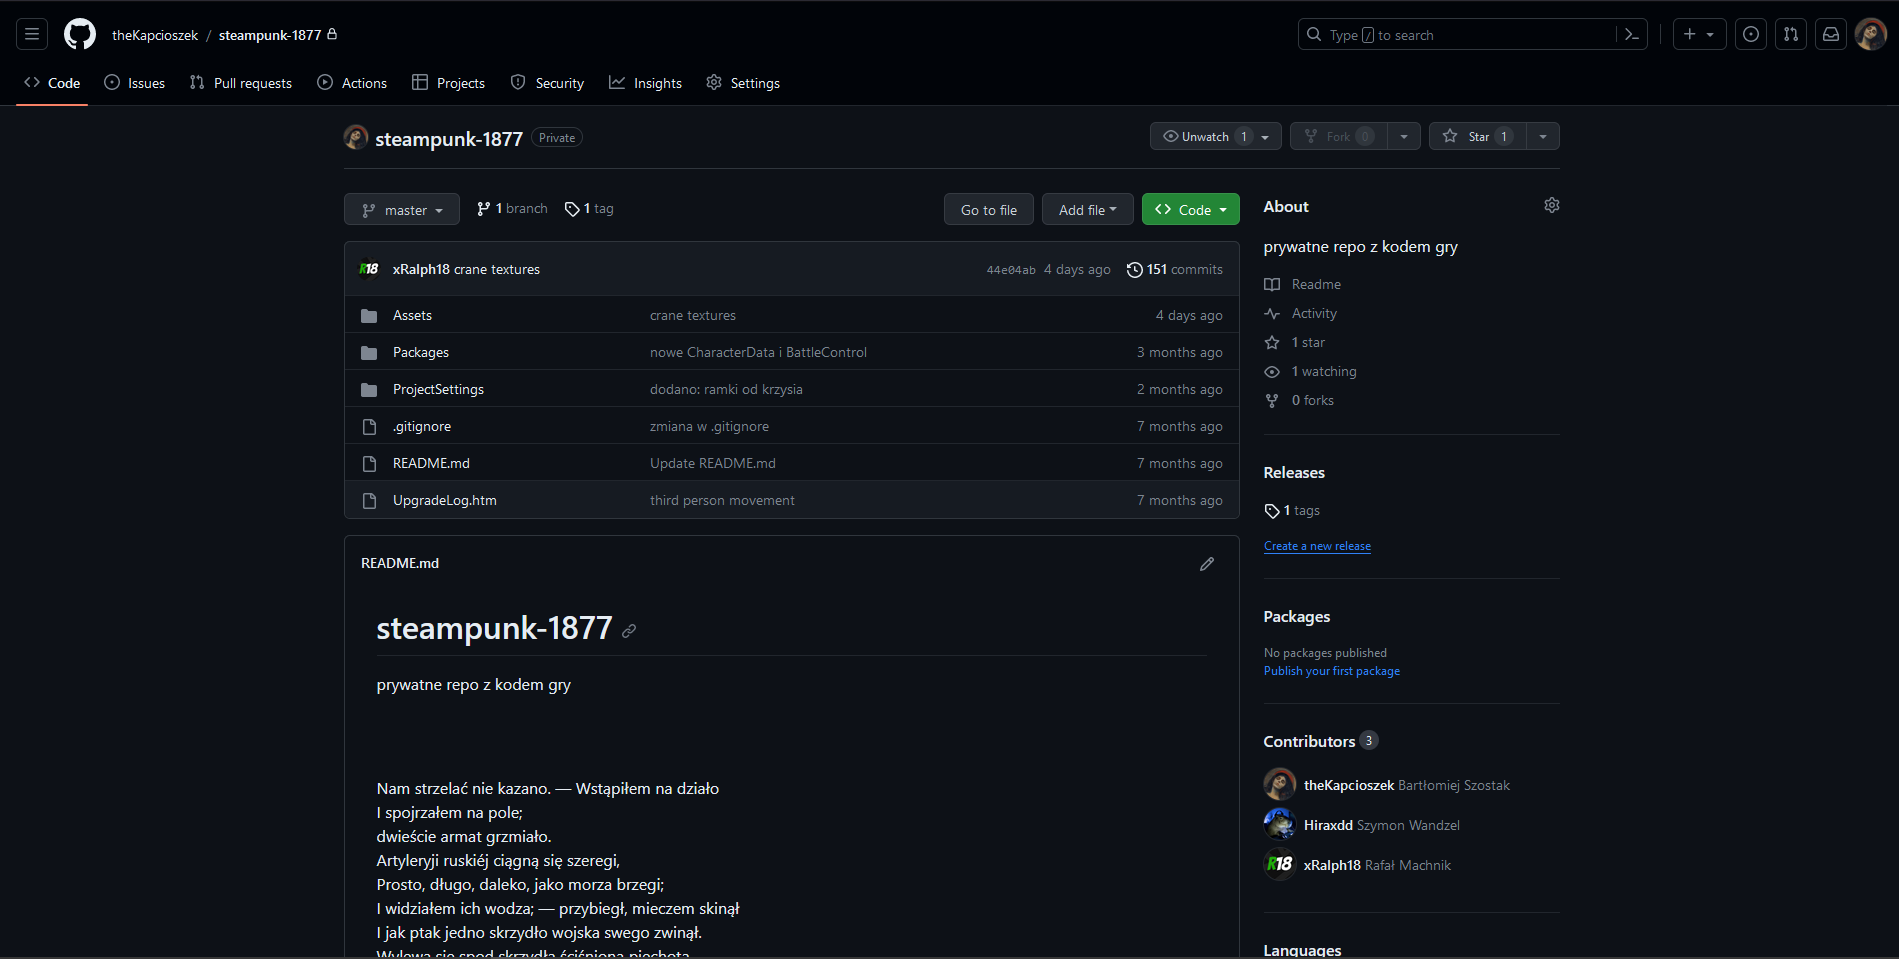 theKapcioszek / steampunk-1877
Type / to search
Code Issues Pull requests Actions Projects Security Insights Settings
steampunk-1877 Private
Unwatch 1 Fork 0 Star 1
master 1 branch 1 tag
Go to file Add file Code
R18 xRalph18 crane textures 44e04ab 4 days ago 151 commits
Assets crane textures 4 days ago
Packages nowe CharacterData i BattleControl 3 months ago
ProjectSettings dodano: ramki od krzysia 2 months ago
.gitignore zmiana w .gitignore 7 months ago
README.md Update README.md 7 months ago
UpgradeLog.htm third person movement 7 months ago
README.md
steampunk-1877
prywatne repo z kodem gry
Nam strzelać nie kazano. — Wstąpiłem na działo
I spojrzałem na pole;
dwieście armat grzmiało.
Artyleryji ruskiéj ciągną się szeregi,
Prosto, długo, daleko, jako morza brzegi;
I widziałem ich wodza; — przybiegł, mieczem skinął
I jak ptak jedno skrzydło wojska swego zwinął.
Wylewa się spod skrzydła ściśniona piechota
About
prywatne repo z kodem gry
Readme
Activity
1 star
1 watching
0 forks
Releases
1 tags
Create a new release
Packages
No packages published
Publish your first package
Contributors 3
theKapcioszek Bartłomiej Szostak
Hiraxdd Szymon Wandzel
R18 xRalph18 Rafał Machnik
Languages